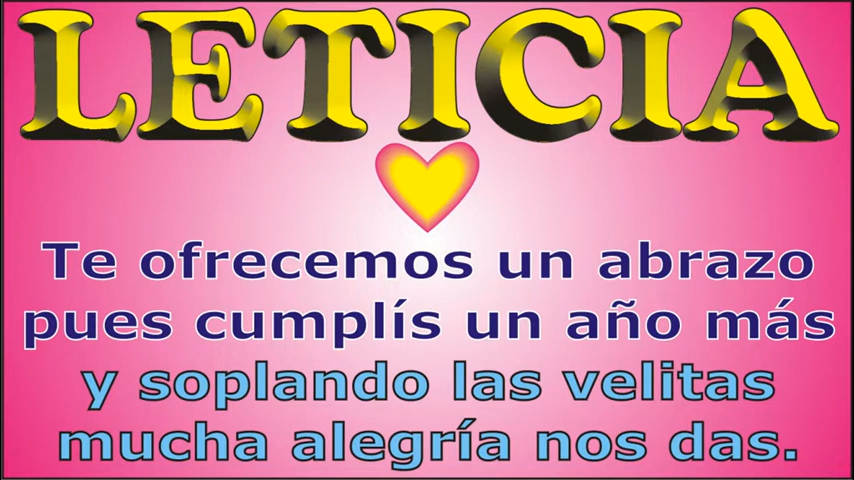 LETICIA
Te ofrecemos un abrazo
pues cumplís un año más
y soplando las velitas
mucha alegría nos das.